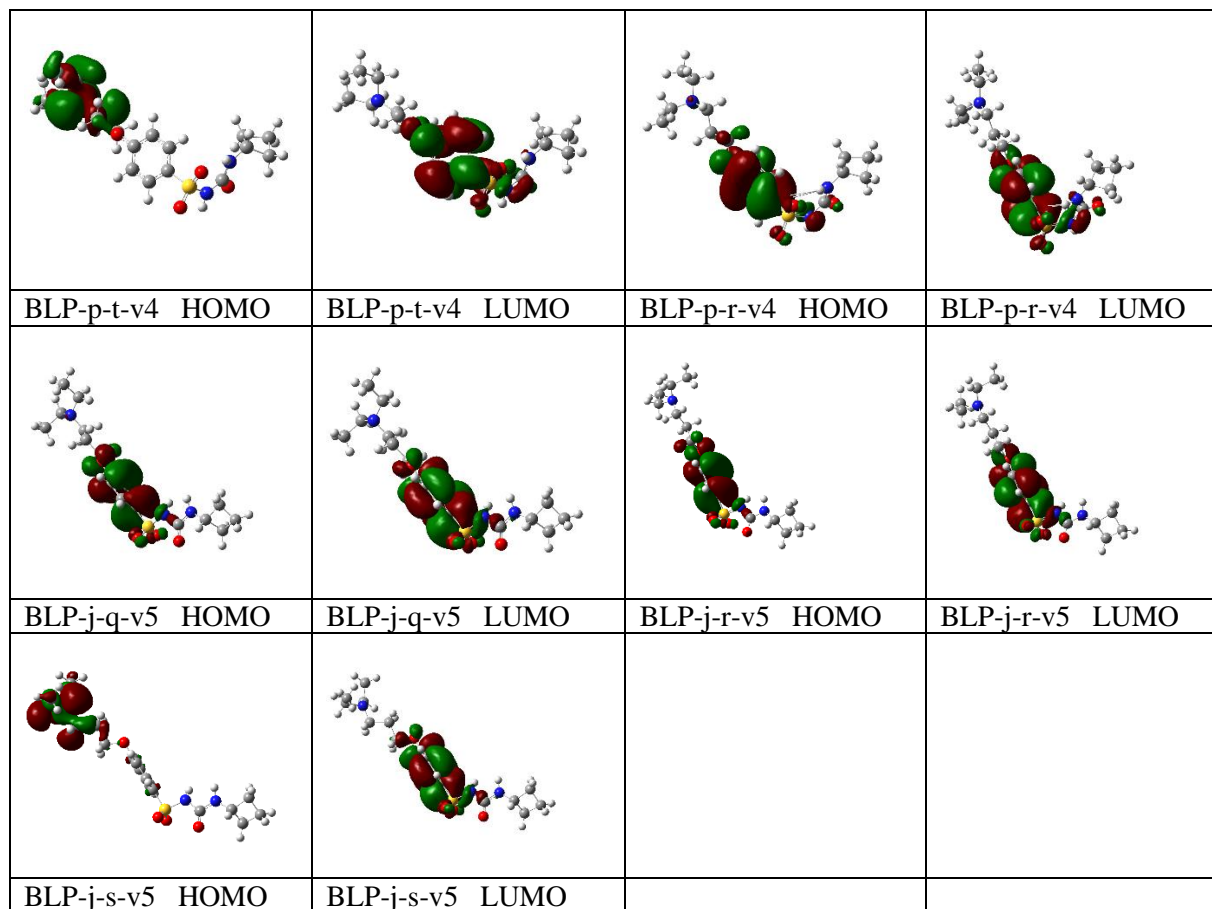 BLP-p-t-v4 HOMO
BLP-p-t-v4 LUMO
BLP-p-r-v4 HOMO
BLP-p-r-v4 LUMO
BLP-j-q-v5 HOMO
BLP-j-q-v5 LUMO
BLP-j-r-v5 HOMO
BLP-j-r-v5 LUMO
BLP-j-s-v5 HOMO
BLP-j-s-v5 LUMO